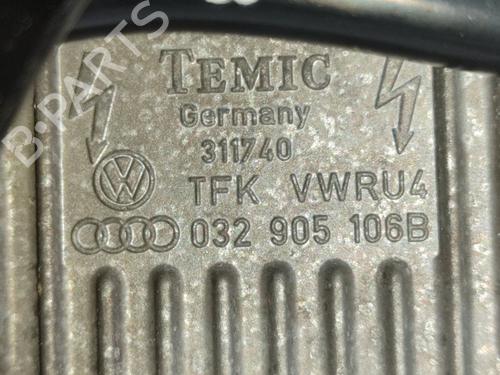 TEMIC
Germany
311740
TFK VWRU4
032 905 106B
B-PARTS